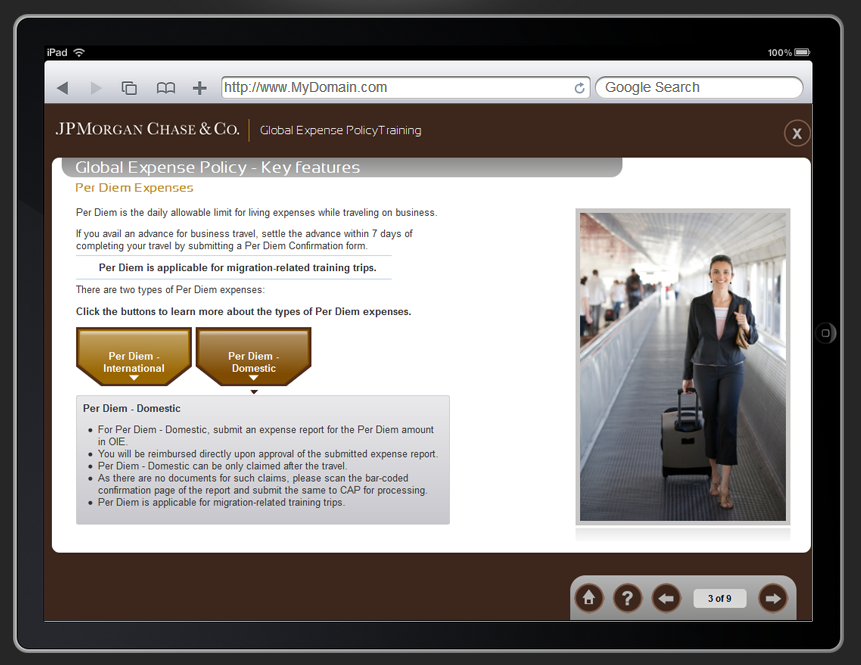 iPad
100%
http://www.MyDomain.com
Google Search
JPMORGAN CHASE & CO.
Global Expense PolicyTraining
X
Global Expense Policy - Key features
Per Diem Expenses
Per Diem is the daily allowable limit for living expenses while traveling on business.
If you avail an advance for business travel, settle the advance within 7 days of
completing your travel by submitting a Per Diem Confirmation form.
Per Diem is applicable for migration-related training trips.
There are two types of Per Diem expenses:
Click the buttons to learn more about the types of Per Diem expenses.
Per Diem -
International
Per Diem -
Domestic
Per Diem - Domestic
• For Per Diem - Domestic, submit an expense report for the Per Diem amount
in OIE.
• You will be reimbursed directly upon approval of the submitted expense report.
• Per Diem - Domestic can be only claimed after the travel.
• As there are no documents for such claims, please scan the bar-coded
confirmation page of the report and submit the same to CAP for processing.
• Per Diem is applicable for migration-related training trips.
?
3 of 9